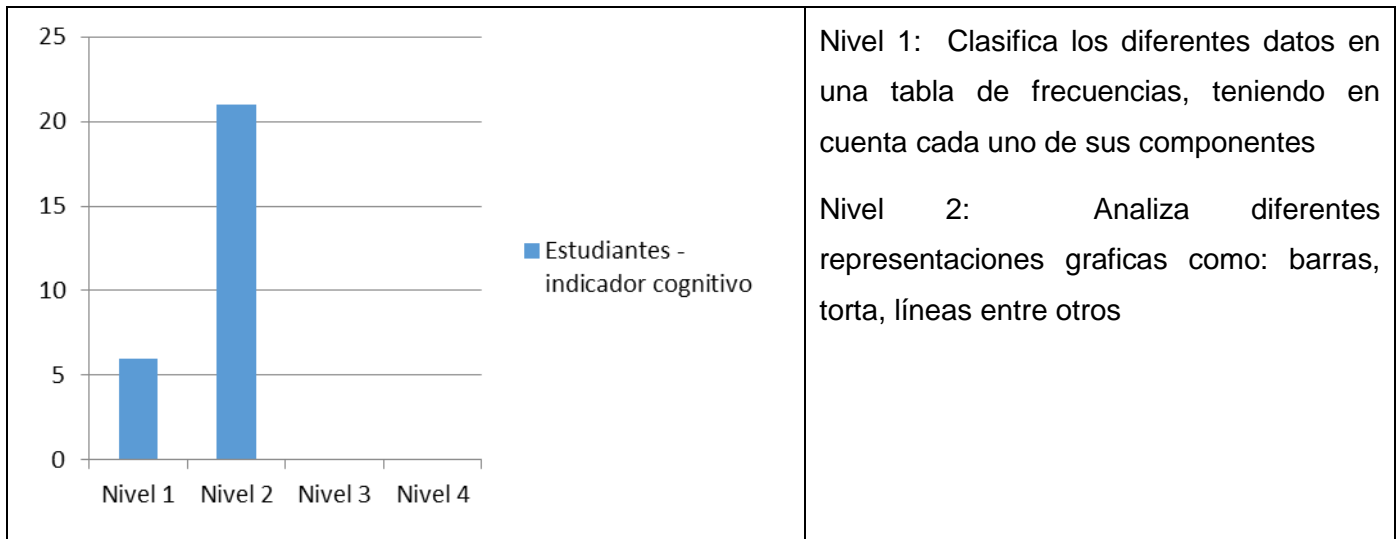 25
20
15
10
5
0
Nivel 1 Nivel 2 Nivel 3 Nivel 4
Estudiantes -
indicador cognitivo
Nivel 1: Clasifica los diferentes datos en
una tabla de frecuencias, teniendo en
cuenta cada uno de sus componentes
Nivel 2: Analiza diferentes
representaciones graficas como: barras,
torta, líneas entre otros